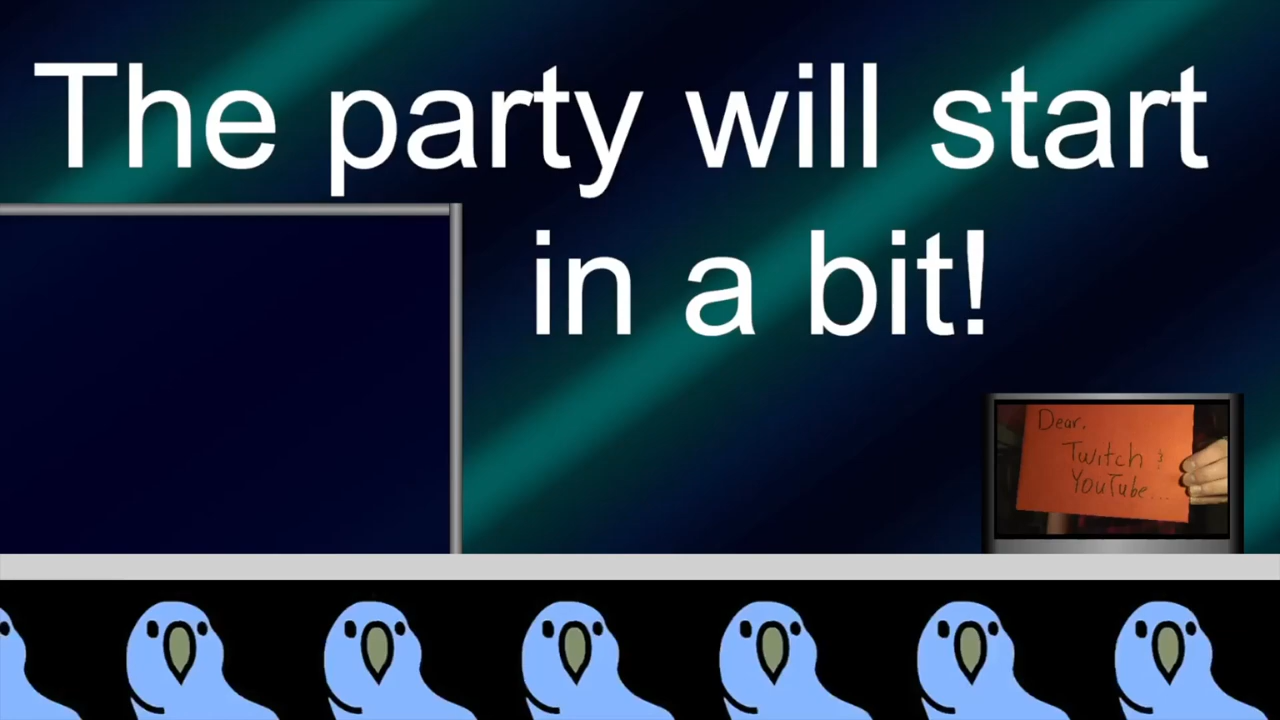 The party will start
in a bit!
Dear,
Twitch &
YouTube...